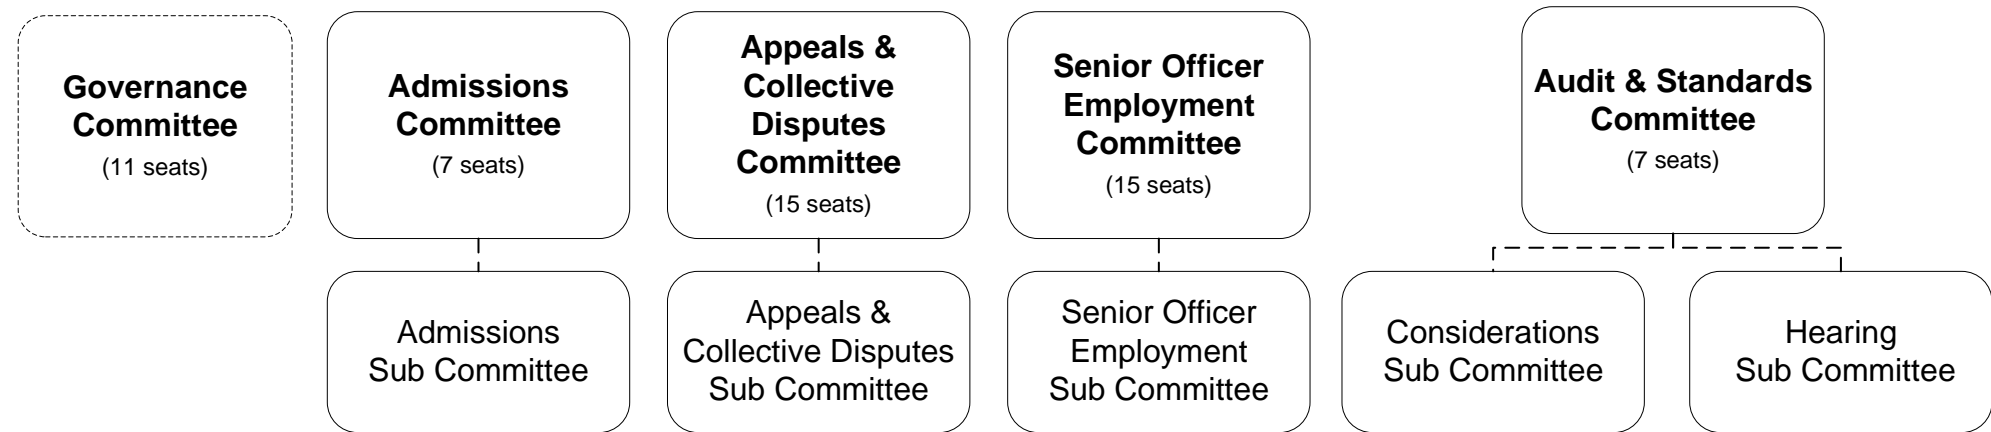 Governance
Committee
(11 seats)
Admissions
Committee
(7 seats)
Appeals &
Collective
Disputes
Committee
(15 seats)
Senior Officer
Employment
Committee
(15 seats)
Audit & Standards
Committee
(7 seats)
Admissions
Sub Committee
Appeals &
Collective Disputes
Sub Committee
Senior Officer
Employment
Sub Committee
Considerations
Sub Committee
Hearing
Sub Committee